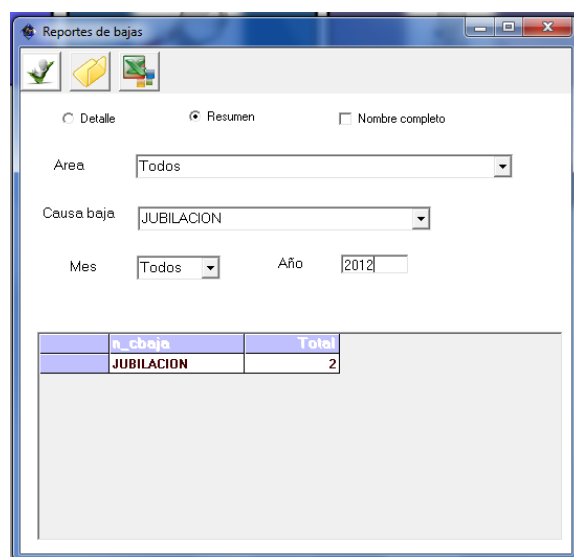 Reportes de bajas
Detalle Resumen Nombre completo
Area Todos
Causa baja JUBILACION
Mes Todos Año 2012
n_cbaja Total
JUBILACION 2